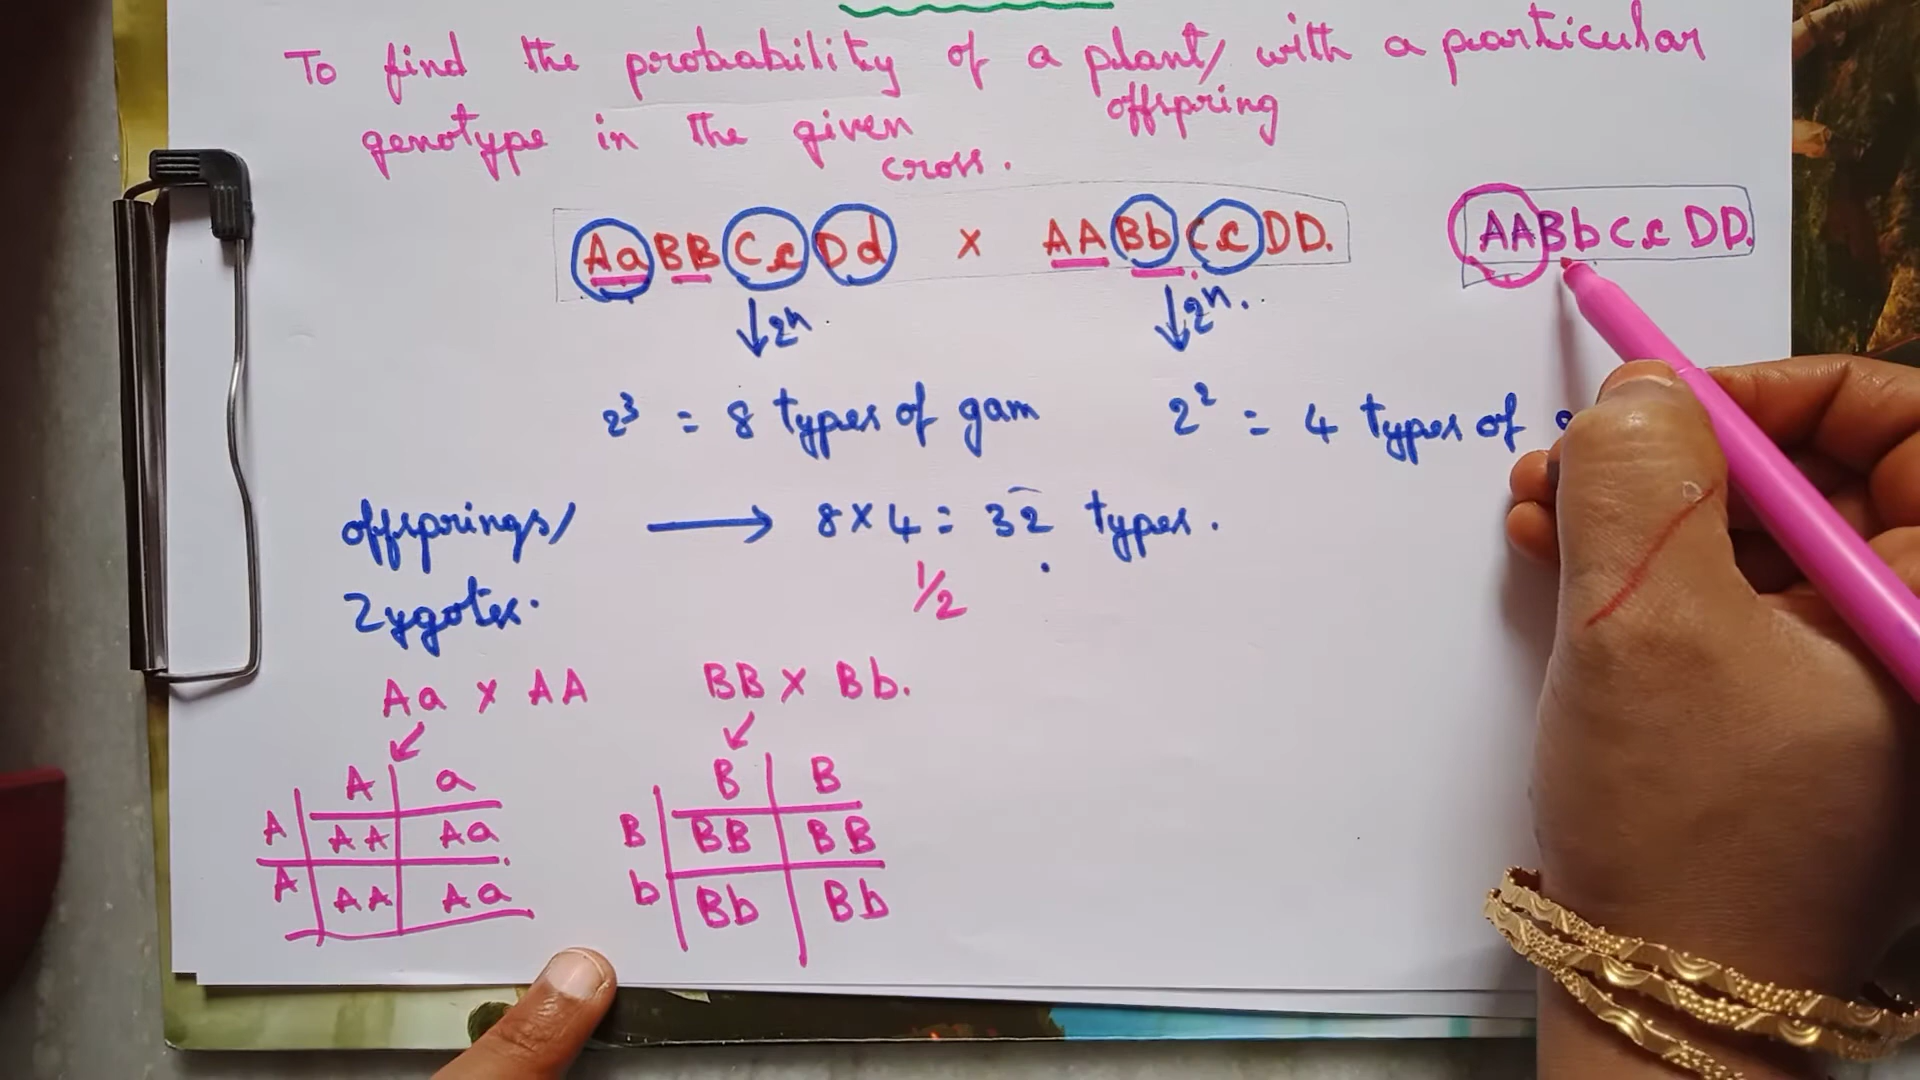 To find the probability of a plant/ with a particular
offspring
genotype in the given
cross.
AaBBCcDd x AABbCcDD. AABbCcDD.
↓2ⁿ. ↓2ⁿ.
2³ = 8 types of gam 2² = 4 types of
offsprings/ → 8 x 4 = 32 types.
Zygotes. 1/2
Aa x AA BB x Bb.
A a B B
A AA Aa B BB BB
A AA Aa b Bb Bb